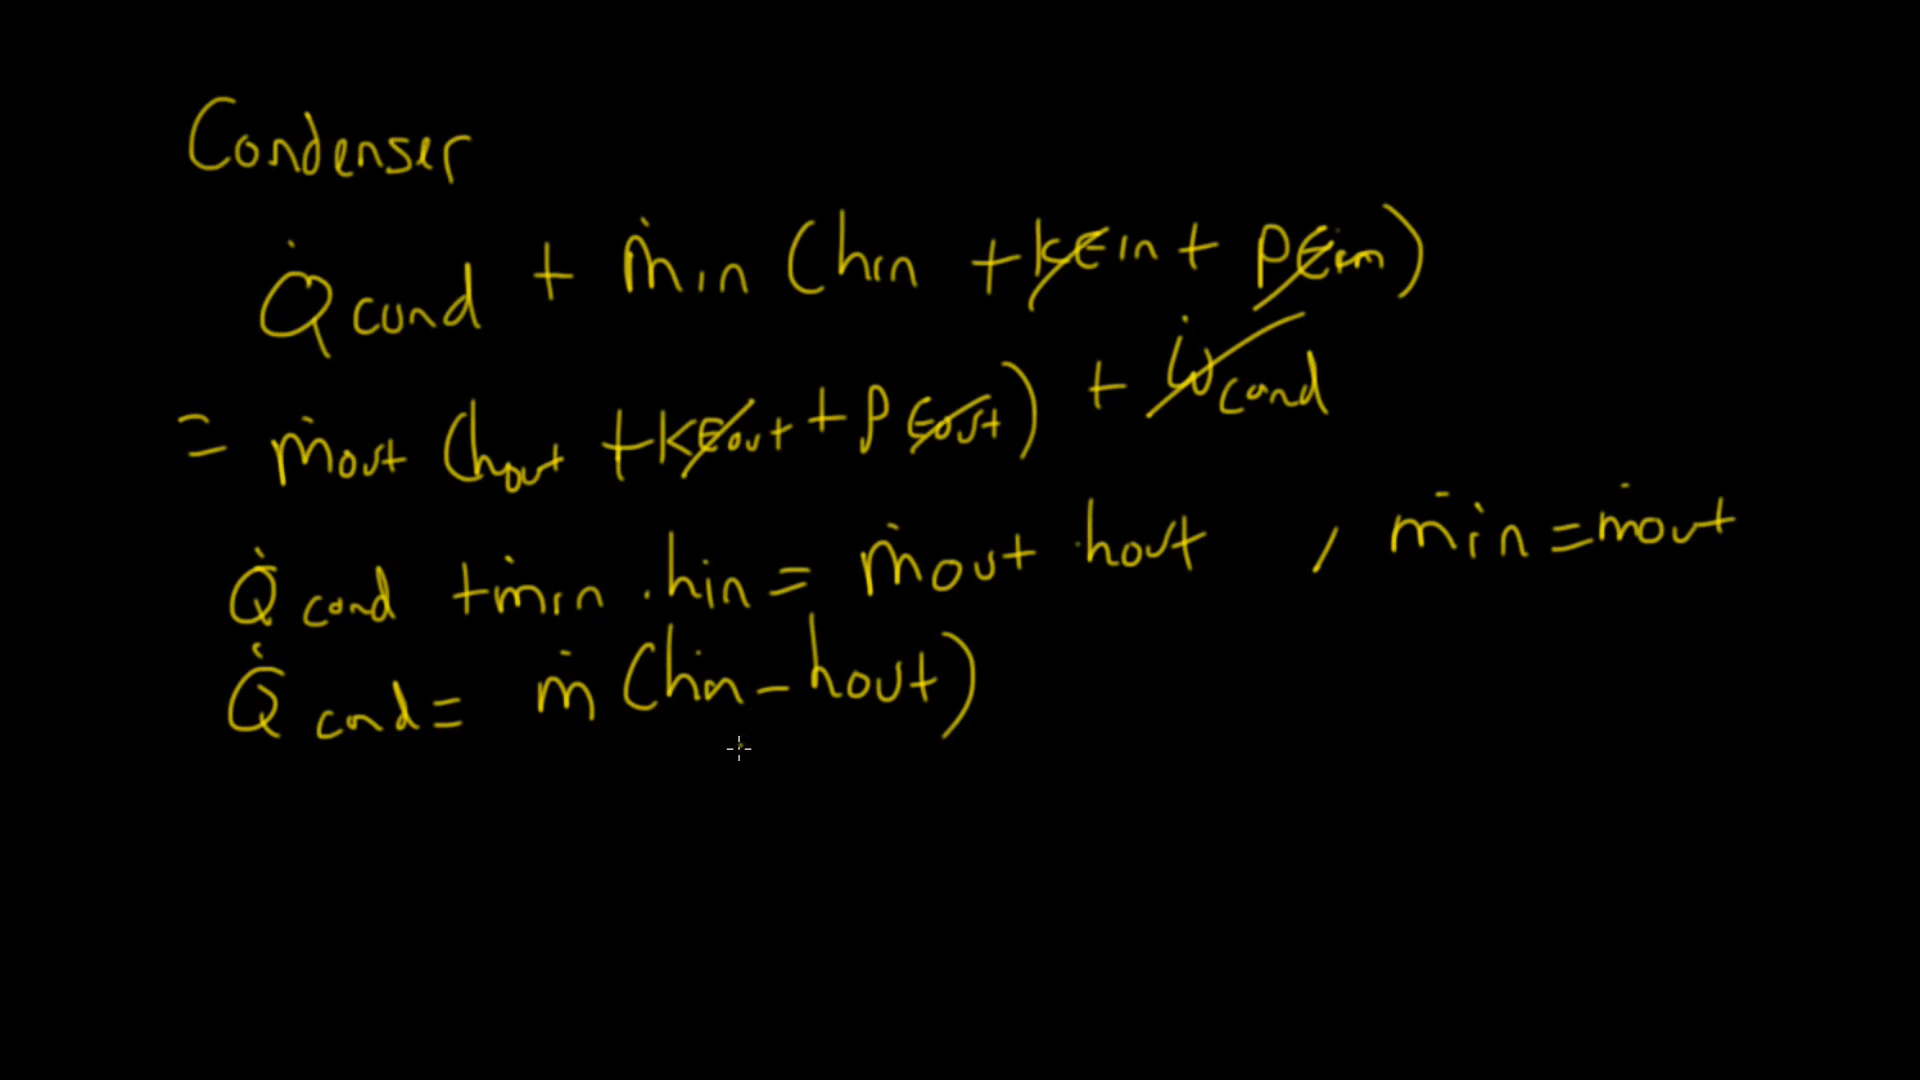 Condenser
Q̇cond + ṁin (hin + KEin + PEin)
= ṁout (hout + KEout + PEout) + Ẇcond
Q̇cond + ṁin . hin = ṁout . hout , ṁin = ṁout
Q̇cond = ṁ (hin - hout)